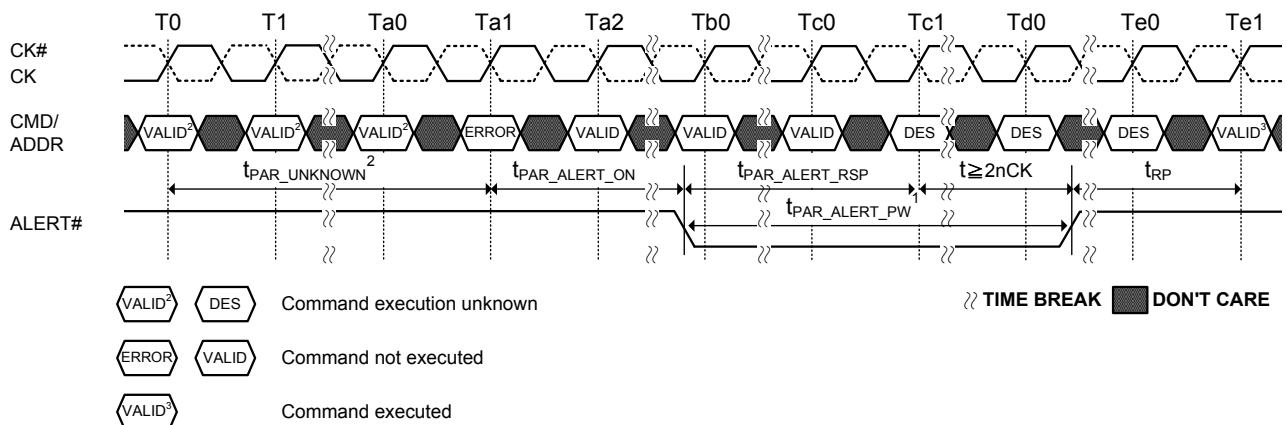 T0 T1 Ta0 Ta1 Ta2 Tb0 Tc0 Tc1 Td0 Te0 Te1
CK#
CK
CMD/
ADDR
VALID² VALID² VALID² ERROR VALID VALID VALID DES DES DES VALID³
tPAR_UNKNOWN² tPAR_ALERT_ON tPAR_ALERT_RSP t≧2nCK tRP
tPAR_ALERT_PW¹
ALERT#
VALID² DES Command execution unknown
TIME BREAK DON'T CARE
ERROR VALID Command not executed
VALID³ Command executed